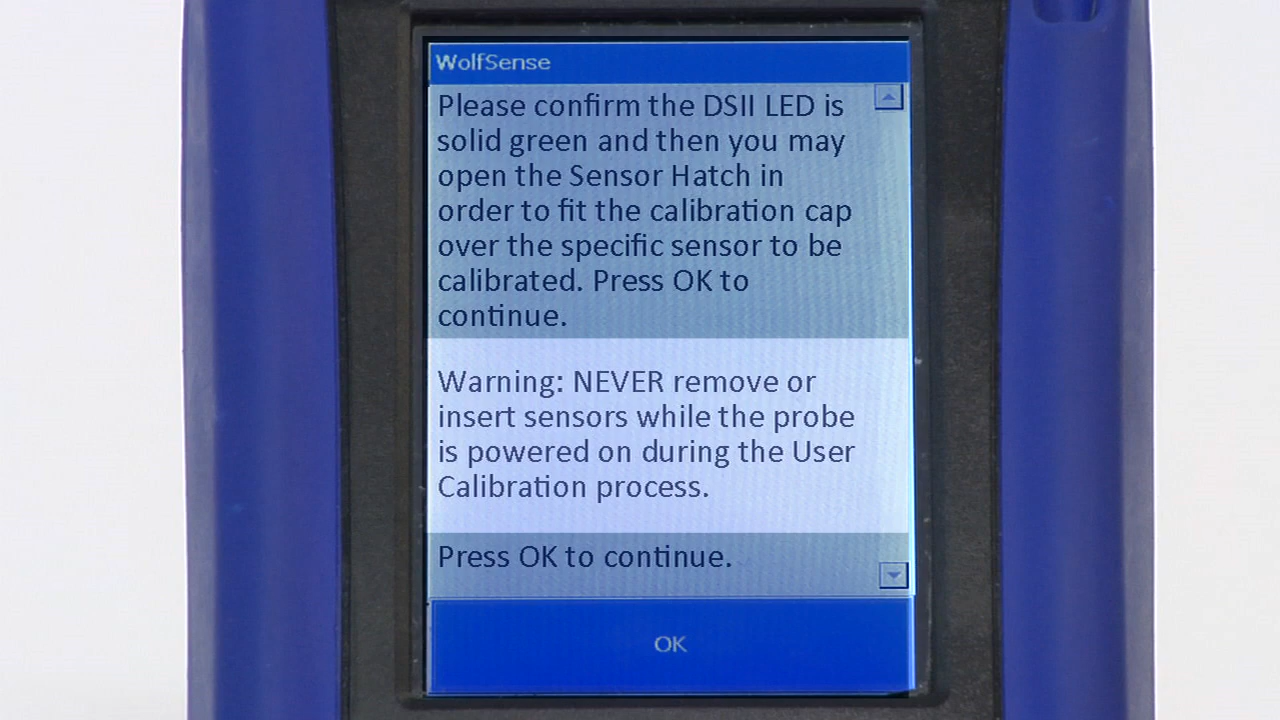 WolfSense
Please confirm the DSII LED is
solid green and then you may
open the Sensor Hatch in
order to fit the calibration cap
over the specific sensor to be
calibrated. Press OK to
continue.
Warning: NEVER remove or
insert sensors while the probe
is powered on during the User
Calibration process.
Press OK to continue.
OK